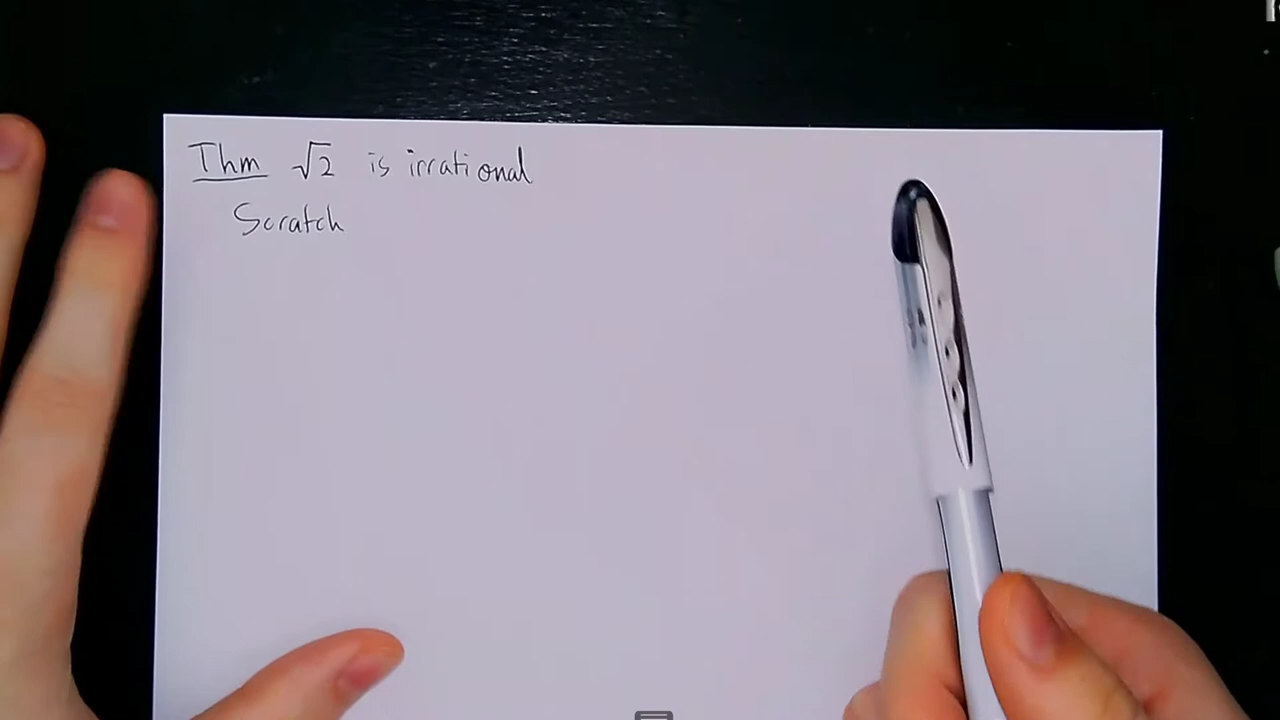 Thm √2 is irrational
Scratch